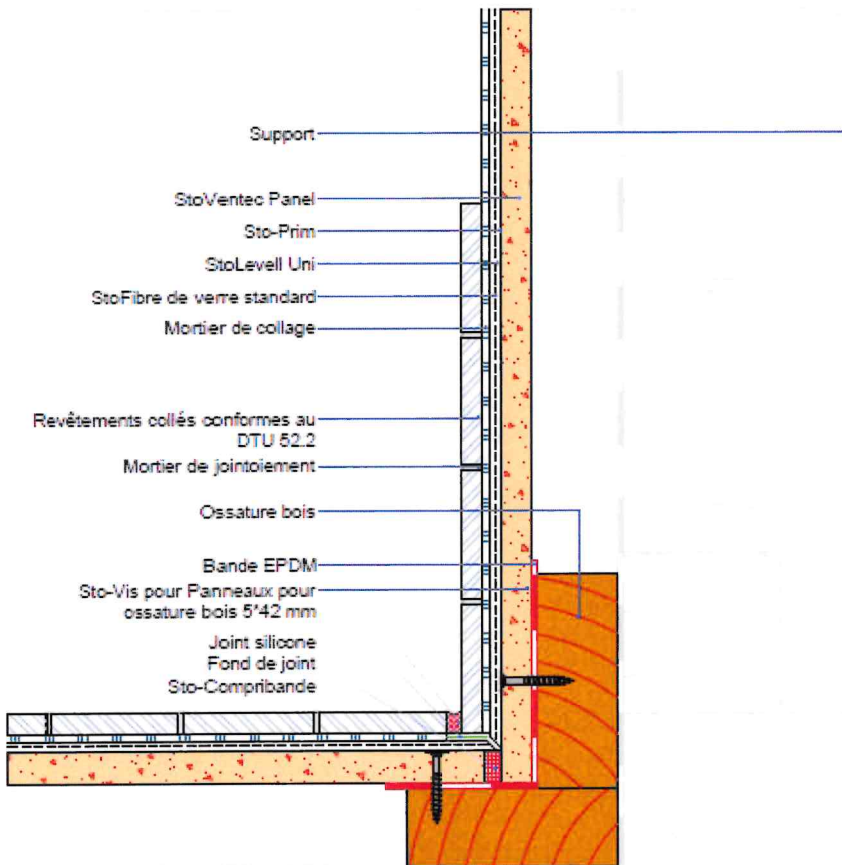 Support
StoVentec Panel
Sto-Prim
StoLevell Uni
StoFibre de verre standard
Mortier de collage
Revêtements collés conformes au
DTU 52.2
Mortier de jointoiement
Ossature bois
Bande EPDM
Sto-Vis pour Panneaux pour
ossature bois 5*42 mm
Joint silicone
Fond de joint
Sto-Compribande